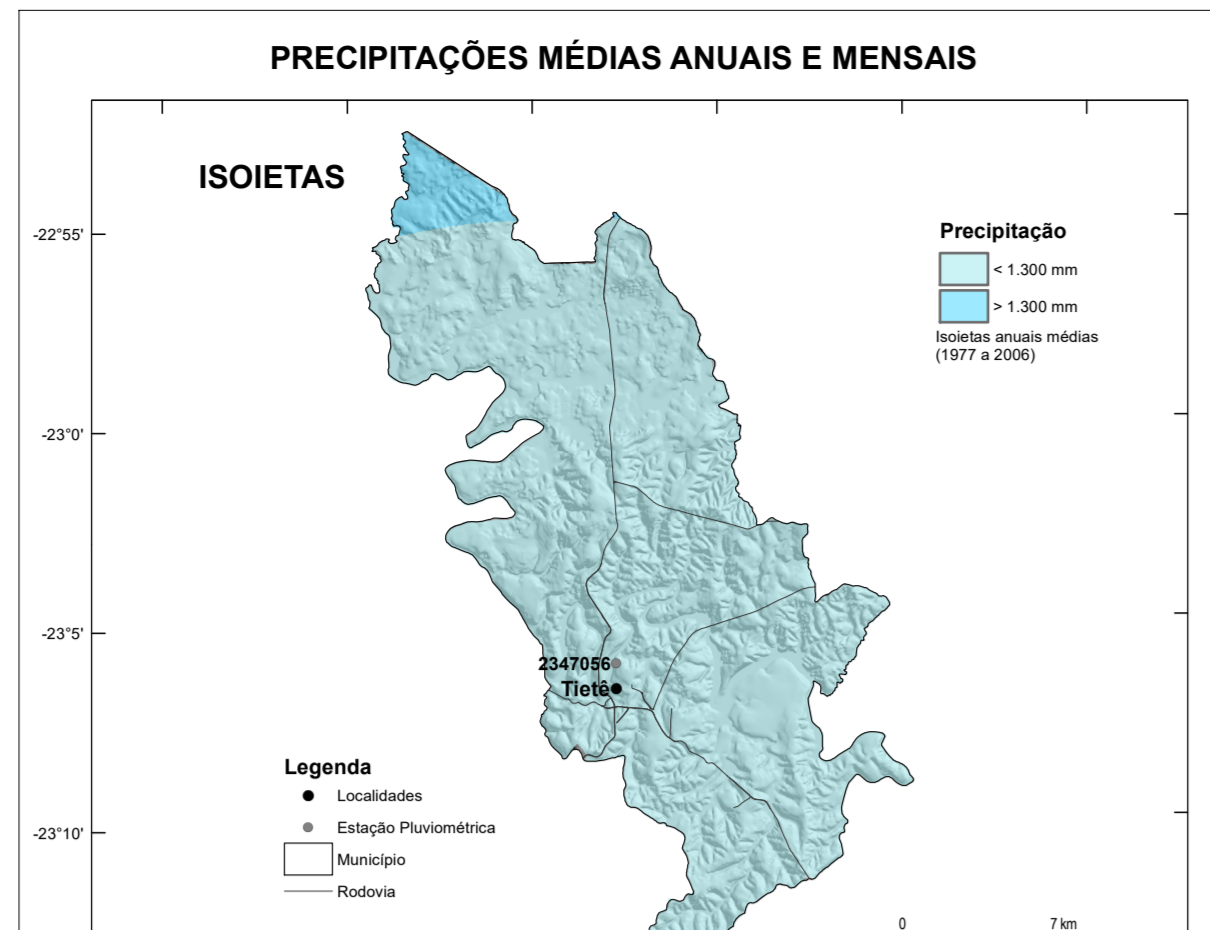 PRECIPITAÇÕES MÉDIAS ANUAIS E MENSAIS
ISOIETAS
-22°55'
Precipitação
< 1.300 mm
> 1.300 mm
Isoietas anuais médias
(1977 a 2006)
-23°0'
-23°5'
2347056
Tietê
Legenda
Localidades
Estação Pluviométrica
-23°10'
Município
Rodovia
0 7 km